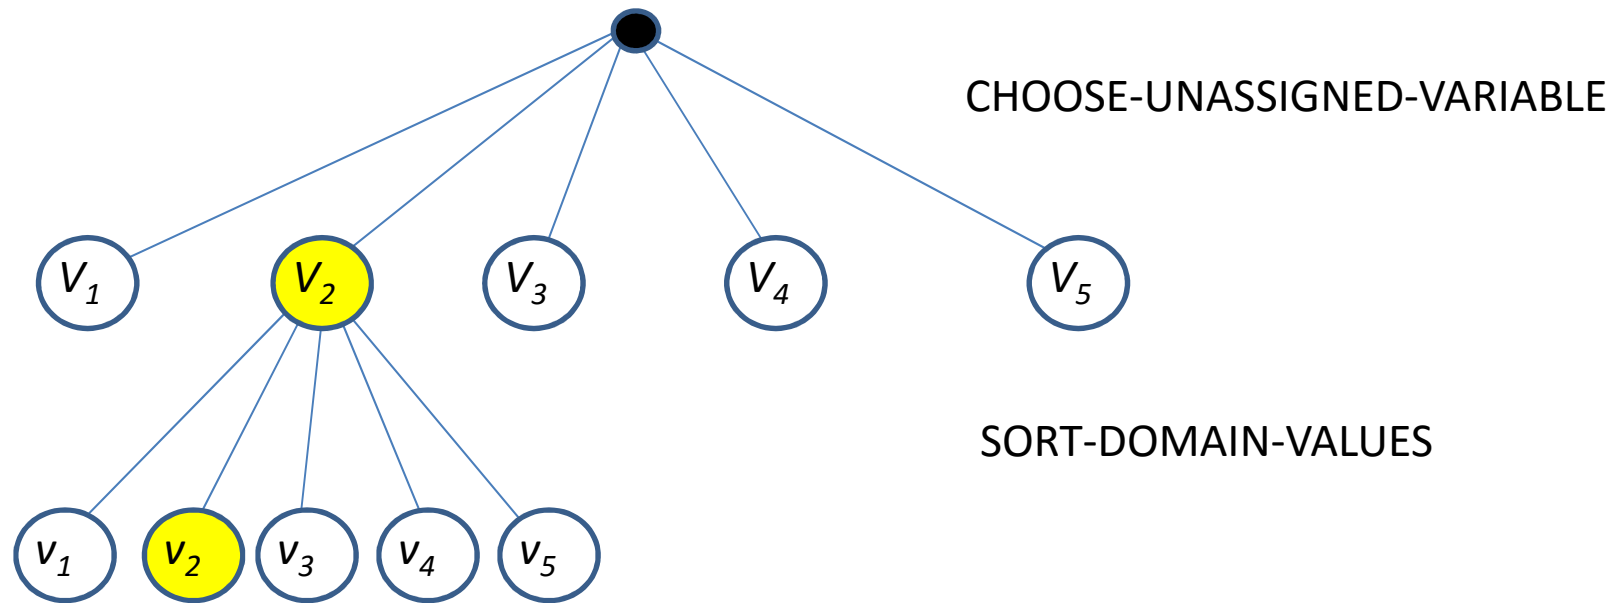 CHOOSE-UNASSIGNED-VARIABLE
V1 V2 V3 V4 V5
SORT-DOMAIN-VALUES
v1 v2 v3 v4 v5